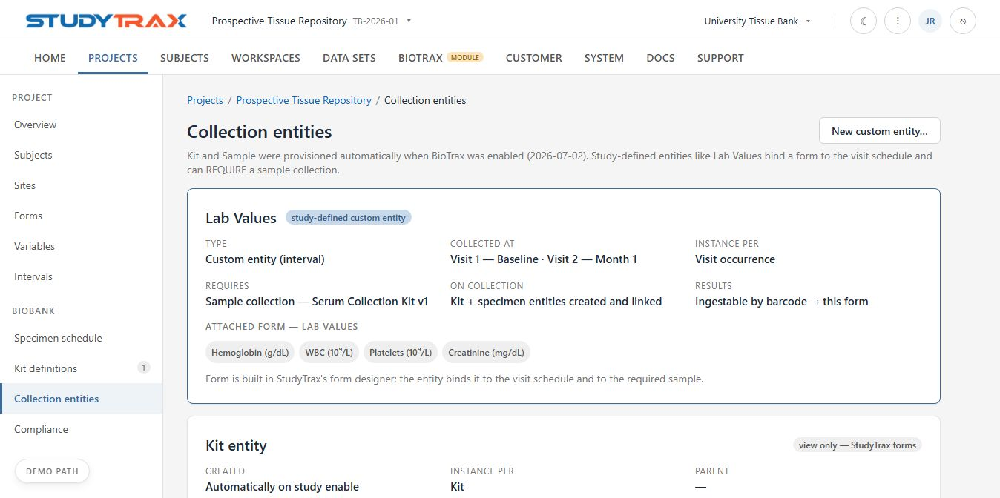 STUDYTRAX
Prospective Tissue Repository TB-2026-01 ▾
University Tissue Bank ▾
JR
HOME PROJECTS SUBJECTS WORKSPACES DATA SETS BIOTRAX MODULE CUSTOMER SYSTEM DOCS SUPPORT
PROJECT
Overview
Subjects
Sites
Forms
Variables
Intervals
BIOBANK
Specimen schedule
Kit definitions 1
Collection entities
Compliance
DEMO PATH
Projects / Prospective Tissue Repository / Collection entities
Collection entities
New custom entity...
Kit and Sample were provisioned automatically when BioTrax was enabled (2026-07-02). Study-defined entities like Lab Values bind a form to the visit schedule and
can REQUIRE a sample collection.
Lab Values study-defined custom entity
TYPE COLLECTED AT INSTANCE PER
Custom entity (interval) Visit 1 — Baseline · Visit 2 — Month 1 Visit occurrence
REQUIRES ON COLLECTION RESULTS
Sample collection — Serum Collection Kit v1 Kit + specimen entities created and linked Ingestable by barcode → this form
ATTACHED FORM — LAB VALUES
Hemoglobin (g/dL) WBC (10⁹/L) Platelets (10⁹/L) Creatinine (mg/dL)
Form is built in StudyTrax's form designer; the entity binds it to the visit schedule and to the required sample.
Kit entity view only — StudyTrax forms
CREATED INSTANCE PER PARENT
Automatically on study enable Kit —